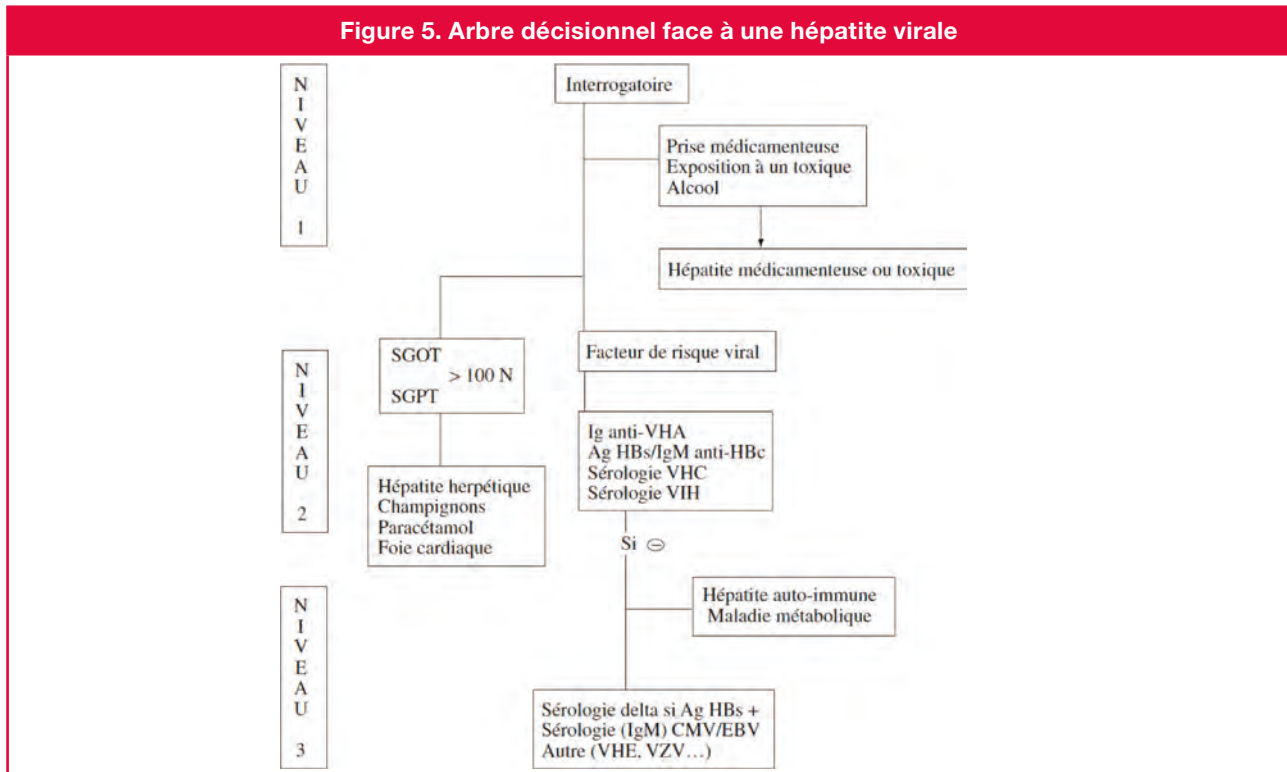 Figure 5. Arbre décisionnel face à une hépatite virale
NIVEAU 1
Interrogatoire
Prise médicamenteuse
Exposition à un toxique
Alcool
Hépatite médicamenteuse ou toxique
NIVEAU 2
SGOT
> 100 N
SGPT
Facteur de risque viral
Ig anti-VHA
Ag HBs/IgM anti-HBc
Sérologie VHC
Sérologie VIH
Hépatite herpétique
Champignons
Paracétamol
Foie cardiaque
Si ⊖
NIVEAU 3
Hépatite auto-immune
Maladie métabolique
Sérologie delta si Ag HBs +
Sérologie (IgM) CMV/EBV
Autre (VHE, VZV…)